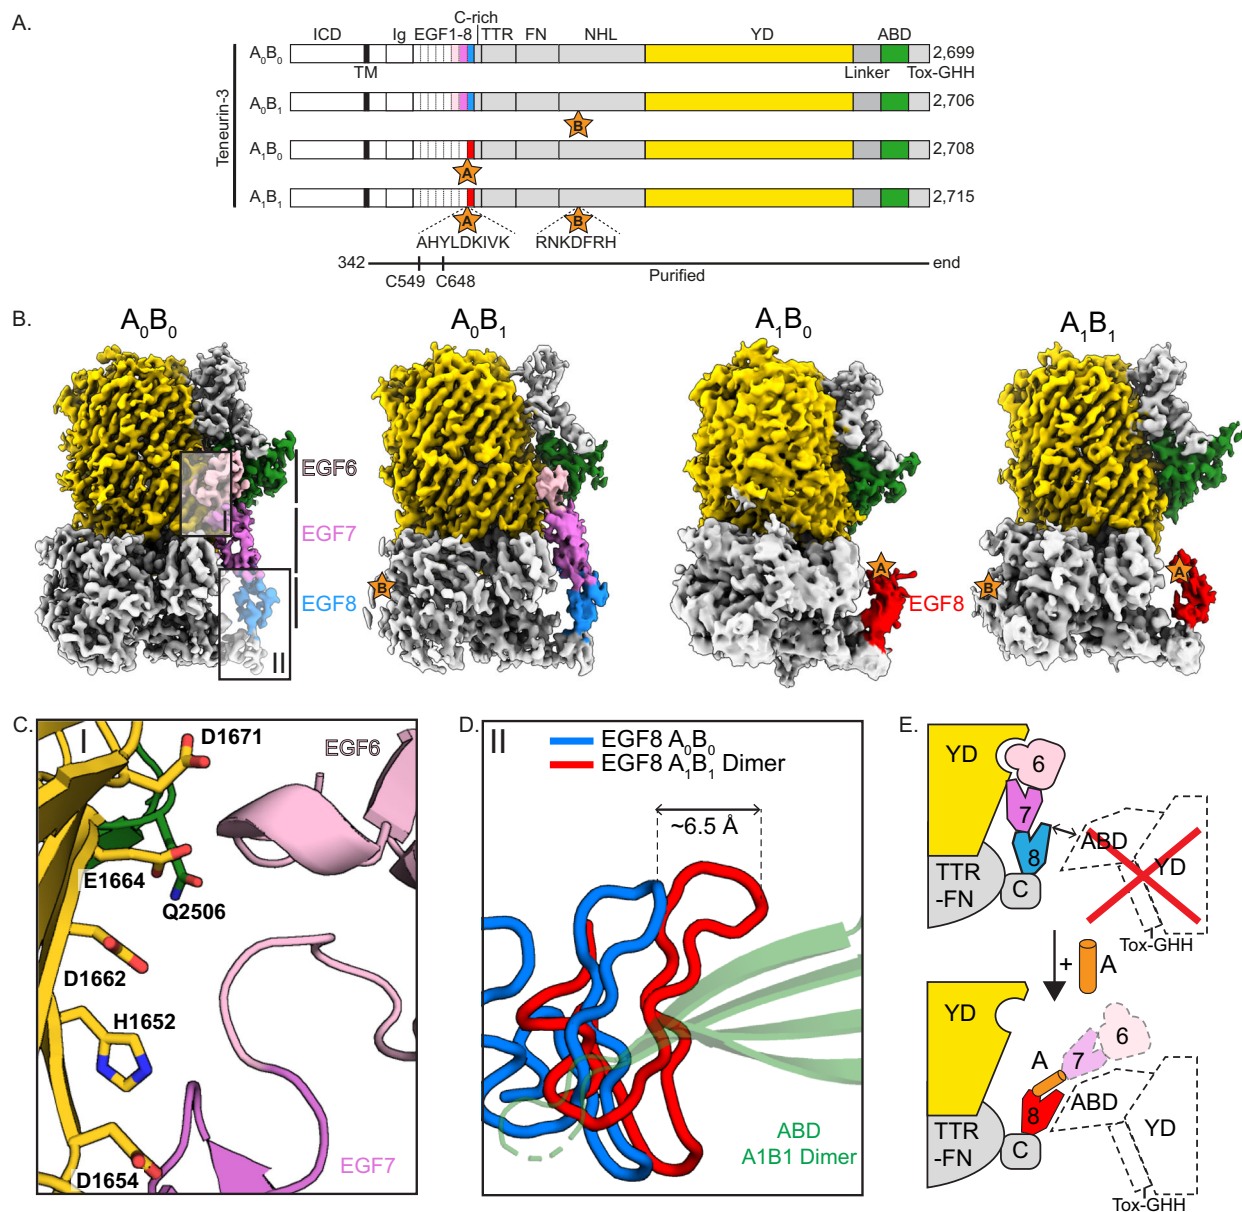 A.
C-rich
ICD Ig EGF1-8 TTR FN NHL YD ABD
A₀B₀ 2,699
TM Linker Tox-GHH
A₀B₁ 2,706
B
Teneurin-3
A₁B₀ 2,708
A
A₁B₁ 2,715
A B
AHYLDKIVK RNKDFRH
342 Purified end
C549 C648
B.
A₀B₀ A₀B₁ A₁B₀ A₁B₁
EGF6
I
EGF7
EGF8
II
B
A
EGF8
B
A
C.
I
D1671
EGF6
E1664
Q2506
D1662
H1652
D1654
EGF7
D.
II
EGF8 A₀B₀
EGF8 A₁B₁ Dimer
~6.5 Å
ABD
A1B1 Dimer
E.
YD
6
7
8
ABD
YD
TTR
-FN
C
Tox-GHH
+ A
YD
6
7
A
8
ABD
YD
TTR
-FN
C
Tox-GHH